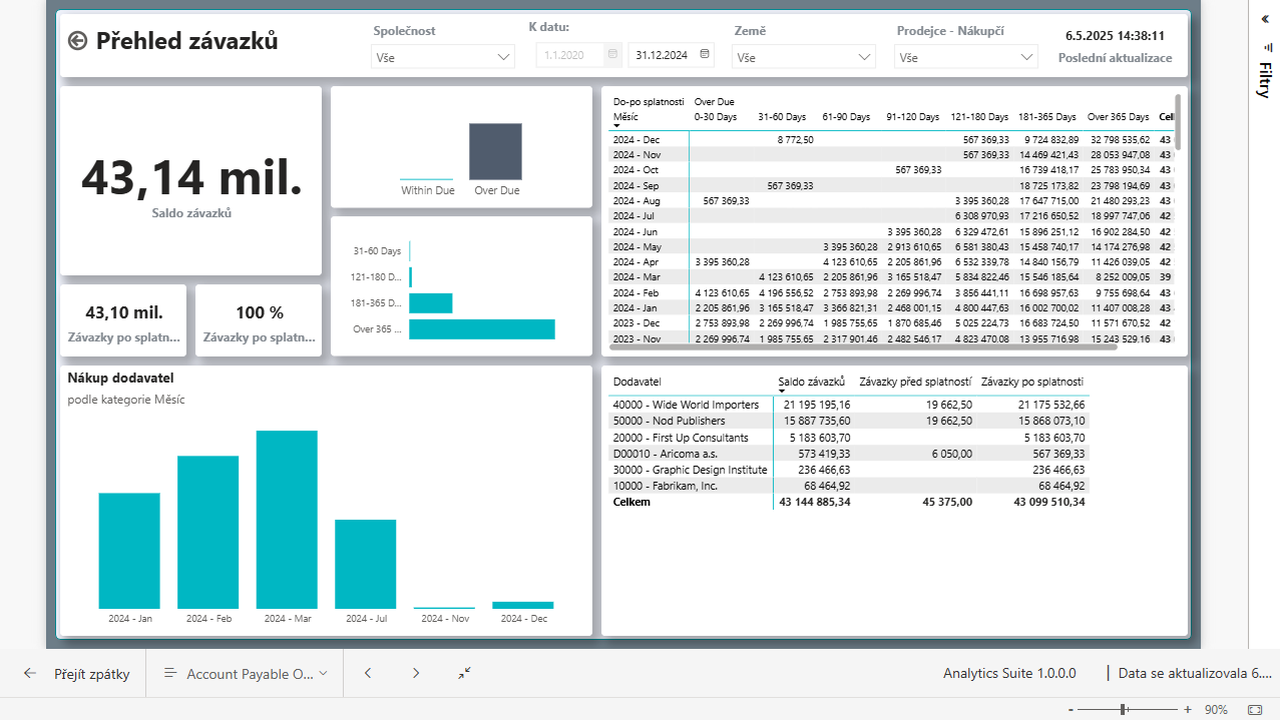 Přehled závazků
Společnost
Vše
K datu:
1.1.2020
31.12.2024
Země
Vše
Prodejce - Nákupčí
Vše
6.5.2025 14:38:11
Poslední aktualizace
Filtry
43,14 mil.
Saldo závazků
43,10 mil.
Závazky po splatn...
100 %
Závazky po splatn...
Within Due
Over Due
31-60 Days
121-180 D...
181-365 D...
Over 365 ...
Do-po splatnosti Over Due
Měsíc 0-30 Days 31-60 Days 61-90 Days 91-120 Days 121-180 Days 181-365 Days Over 365 Days
2024 - Dec 8 772,50 567 369,33 9 724 832,89 32 798 535,62 43
2024 - Nov 567 369,33 14 469 421,43 28 053 947,08 43
2024 - Oct 567 369,33 16 739 418,17 25 783 950,34 43
2024 - Sep 567 369,33 18 725 173,82 23 798 194,69 43
2024 - Aug 567 369,33 3 395 360,28 17 647 715,00 21 480 293,23 43
2024 - Jul 6 308 970,93 17 216 650,52 18 997 747,06 42
2024 - Jun 3 395 360,28 6 329 472,61 15 896 251,12 16 902 284,50 42
2024 - May 3 395 360,28 2 913 610,65 6 581 380,43 15 458 740,17 14 174 276,98 42
2024 - Apr 3 395 360,28 4 123 610,65 2 205 861,96 6 532 339,78 14 840 156,79 11 426 039,05 42
2024 - Mar 4 123 610,65 2 205 861,96 3 165 518,47 5 834 822,46 15 546 185,64 8 252 009,05 39
2024 - Feb 4 123 610,65 4 196 556,52 2 753 893,98 2 269 996,74 3 856 441,11 16 698 957,63 9 755 698,64 43
2024 - Jan 2 205 861,96 3 165 518,47 3 366 821,31 2 468 001,15 4 800 447,63 16 002 700,02 11 407 008,28 43
2023 - Dec 2 753 893,98 2 269 996,74 1 985 755,65 1 870 685,46 5 025 224,73 16 683 724,50 11 571 670,52 42
2023 - Nov 2 269 996,74 1 985 755,65 2 317 901,46 2 482 546,17 4 823 470,08 13 955 716,98 15 243 529,16 43
Nákup dodavatel
podle kategorie Měsíc
2024 - Jan 2024 - Feb 2024 - Mar 2024 - Jul 2024 - Nov 2024 - Dec
Dodavatel Saldo závazků Závazky před splatností Závazky po splatnosti
40000 - Wide World Importers 21 195 195,16 19 662,50 21 175 532,66
50000 - Nod Publishers 15 887 735,60 19 662,50 15 868 073,10
20000 - First Up Consultants 5 183 603,70 5 183 603,70
D00010 - Aricoma a.s. 573 419,33 6 050,00 567 369,33
30000 - Graphic Design Institute 236 466,63 236 466,63
10000 - Fabrikam, Inc. 68 464,92 68 464,92
Celkem 43 144 885,34 45 375,00 43 099 510,34
Přejít zpátky
Account Payable O...
Analytics Suite 1.0.0.0 | Data se aktualizovala 6....
- + 90%